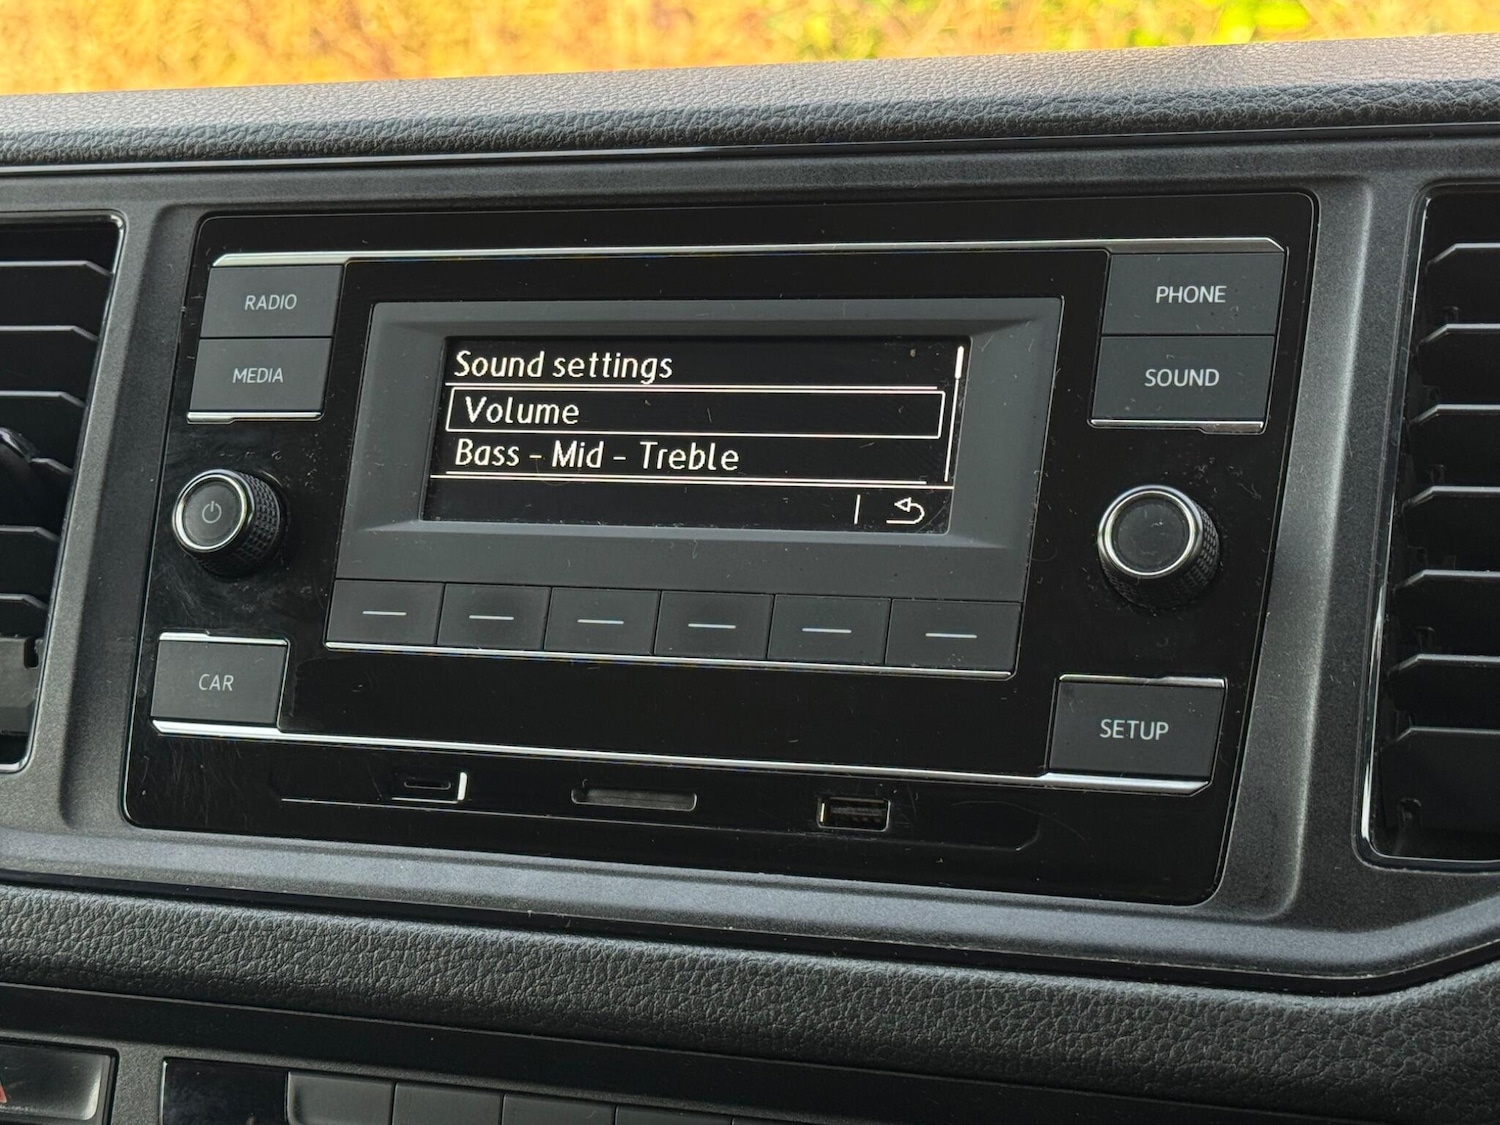 RADIO
MEDIA
PHONE
SOUND
Sound settings
Volume
Bass - Mid - Treble
CAR
SETUP